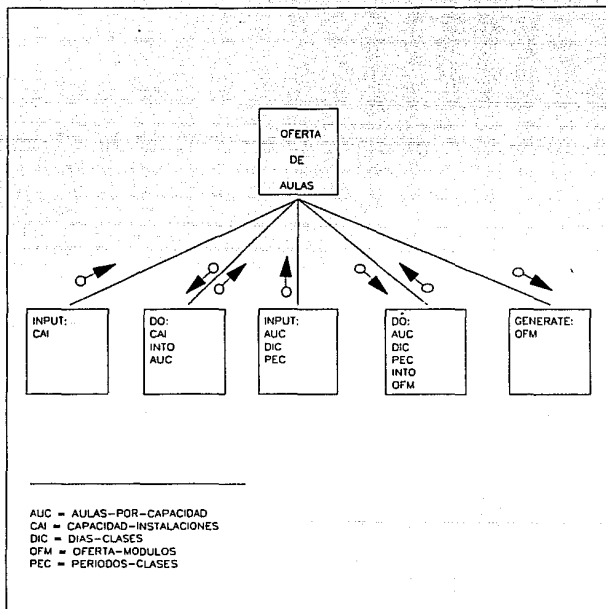 OFERTA
DE
AULAS
INPUT:
CAI
DO:
CAI
INTO
AUC
INPUT:
AUC
DIC
PEC
DO:
AUC
DIC
PEC
INTO
OFM
GENERATE:
OFM
AUC = AULAS-POR-CAPACIDAD
CAI = CAPACIDAD-INSTALACIONES
DIC = DIAS-CLASES
OFM = OFERTA-MODULOS
PEC = PERIODOS-CLASES